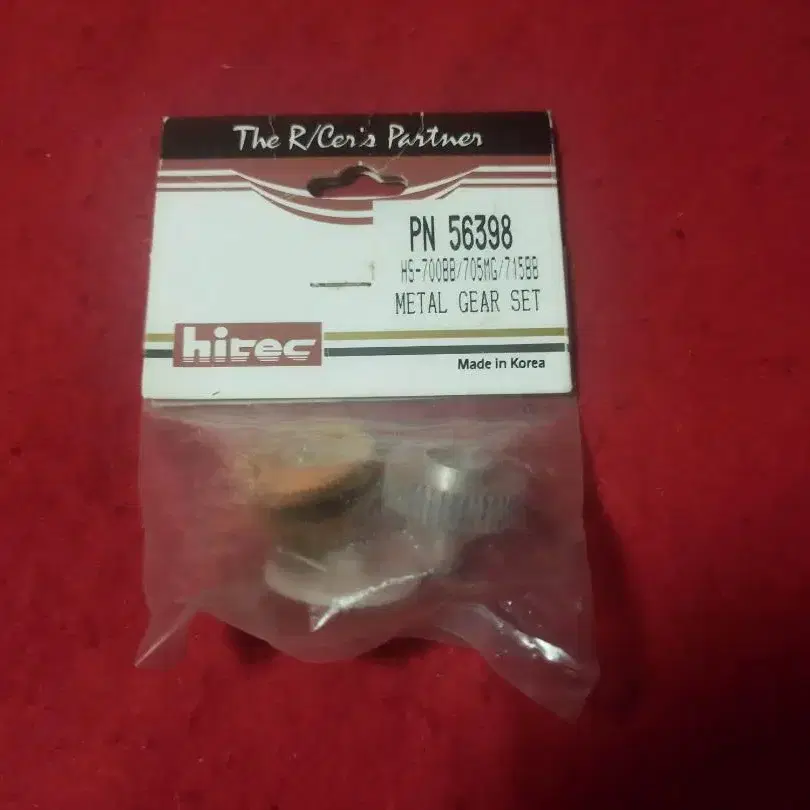 The R/Cer's Partner
PN 56398
HS-700BB/705MG/715BB
METAL GEAR SET
hitec
Made in Korea